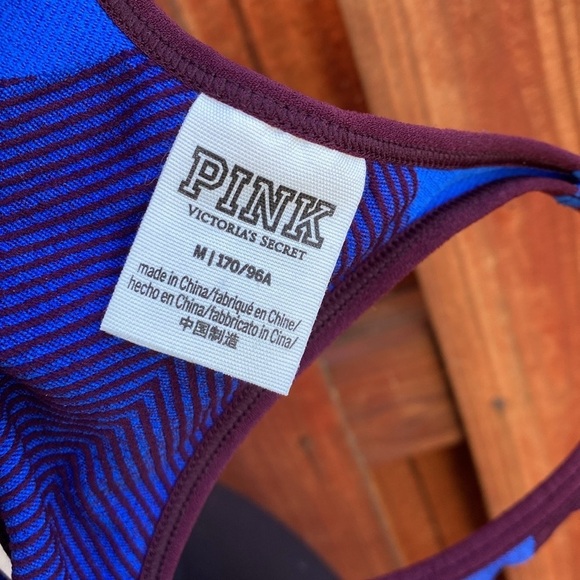 PINK
VICTORIA'S SECRET
M | 170/96A
made in China/fabriqué en Chine/
hecho en China/fabbricato in Cina/
中国制造